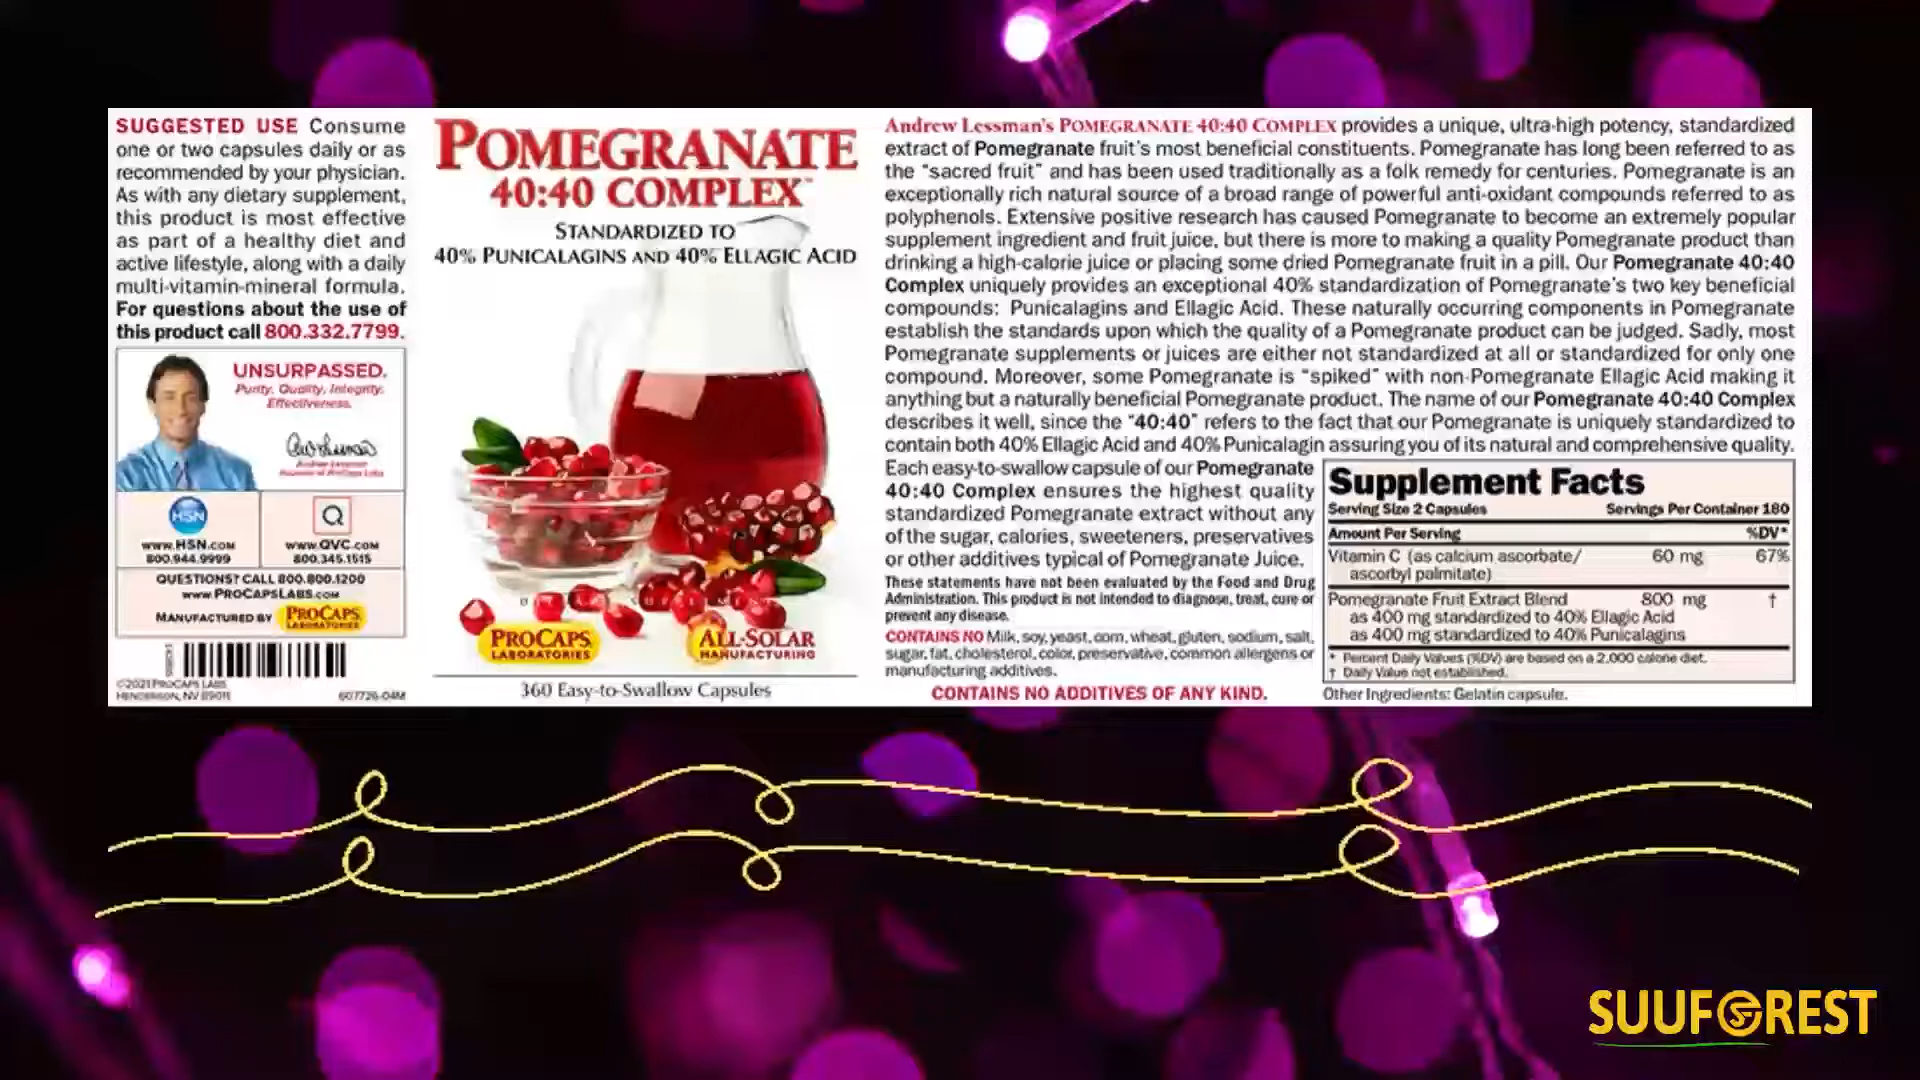 SUGGESTED USE Consume
one or two capsules daily or as
recommended by your physician.
As with any dietary supplement,
this product is most effective
as part of a healthy diet and
active lifestyle, along with a daily
multi-vitamin-mineral formula.
For questions about the use of
this product call 800.332.7799.
UNSURPASSED.
Purity. Quality. Integrity.
Effectiveness.
Andrew Lessman
Founder of ProCaps Labs
HSN
www.HSN.com
800.944.9999
Q
www.QVC.com
800.345.1515
QUESTIONS? CALL 800.800.1200
www.PROCAPSLABS.com
MANUFACTURED BY PROCAPS LABORATORIES
©2021 PROCAPS LABS
HENDERSON, NV 89011
607726-04M
POMEGRANATE
40:40 COMPLEX™
STANDARDIZED TO
40% PUNICALAGINS AND 40% ELLAGIC ACID
PROCAPS
LABORATORIES
ALL-SOLAR
MANUFACTURING
360 Easy-to-Swallow Capsules
Andrew Lessman's POMEGRANATE 40:40 COMPLEX provides a unique, ultra-high potency, standardized
extract of Pomegranate fruit's most beneficial constituents. Pomegranate has long been referred to as
the "sacred fruit" and has been used traditionally as a folk remedy for centuries. Pomegranate is an
exceptionally rich natural source of a broad range of powerful anti-oxidant compounds referred to as
polyphenols. Extensive positive research has caused Pomegranate to become an extremely popular
supplement ingredient and fruit juice, but there is more to making a quality Pomegranate product than
drinking a high-calorie juice or placing some dried Pomegranate fruit in a pill. Our Pomegranate 40:40
Complex uniquely provides an exceptional 40% standardization of Pomegranate's two key beneficial
compounds: Punicalagins and Ellagic Acid. These naturally occurring components in Pomegranate
establish the standards upon which the quality of a Pomegranate product can be judged. Sadly, most
Pomegranate supplements or juices are either not standardized at all or standardized for only one
compound. Moreover, some Pomegranate is "spiked" with non-Pomegranate Ellagic Acid making it
anything but a naturally beneficial Pomegranate product. The name of our Pomegranate 40:40 Complex
describes it well, since the "40:40" refers to the fact that our Pomegranate is uniquely standardized to
contain both 40% Ellagic Acid and 40% Punicalagin assuring you of its natural and comprehensive quality.
Each easy-to-swallow capsule of our Pomegranate
40:40 Complex ensures the highest quality
standardized Pomegranate extract without any
of the sugar, calories, sweeteners, preservatives
or other additives typical of Pomegranate Juice.
These statements have not been evaluated by the Food and Drug
Administration. This product is not intended to diagnose, treat, cure or
prevent any disease.
CONTAINS NO Milk, soy, yeast, corn, wheat, gluten, sodium, salt,
sugar, fat, cholesterol, color, preservative, common allergens or
manufacturing additives.
CONTAINS NO ADDITIVES OF ANY KIND.
Supplement Facts
Serving Size 2 Capsules Servings Per Container 180
Amount Per Serving %DV*
Vitamin C (as calcium ascorbate/ 60 mg 67%
ascorbyl palmitate)
Pomegranate Fruit Extract Blend 800 mg †
as 400 mg standardized to 40% Ellagic Acid
as 400 mg standardized to 40% Punicalagins
* Percent Daily Values (%DV) are based on a 2,000 calorie diet.
† Daily Value not established.
Other Ingredients: Gelatin capsule.
SUUFOREST